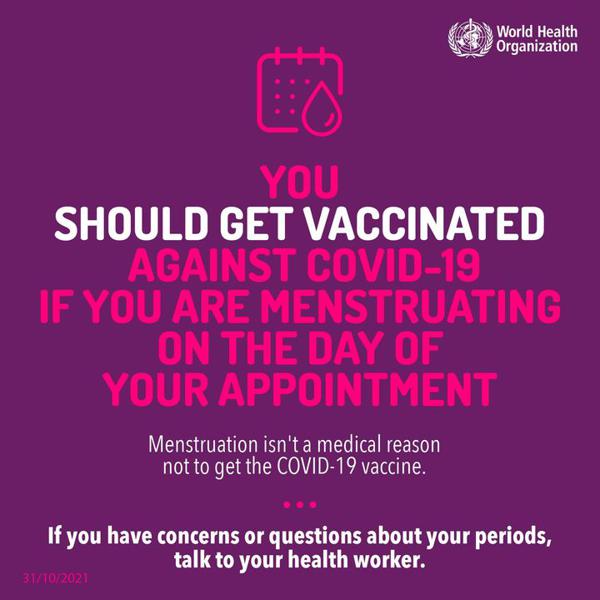 World Health
Organization
YOU
SHOULD GET VACCINATED
AGAINST COVID-19
IF YOU ARE MENSTRUATING
ON THE DAY OF
YOUR APPOINTMENT
Menstruation isn't a medical reason
not to get the COVID-19 vaccine.
If you have concerns or questions about your periods,
talk to your health worker.
31/10/2021